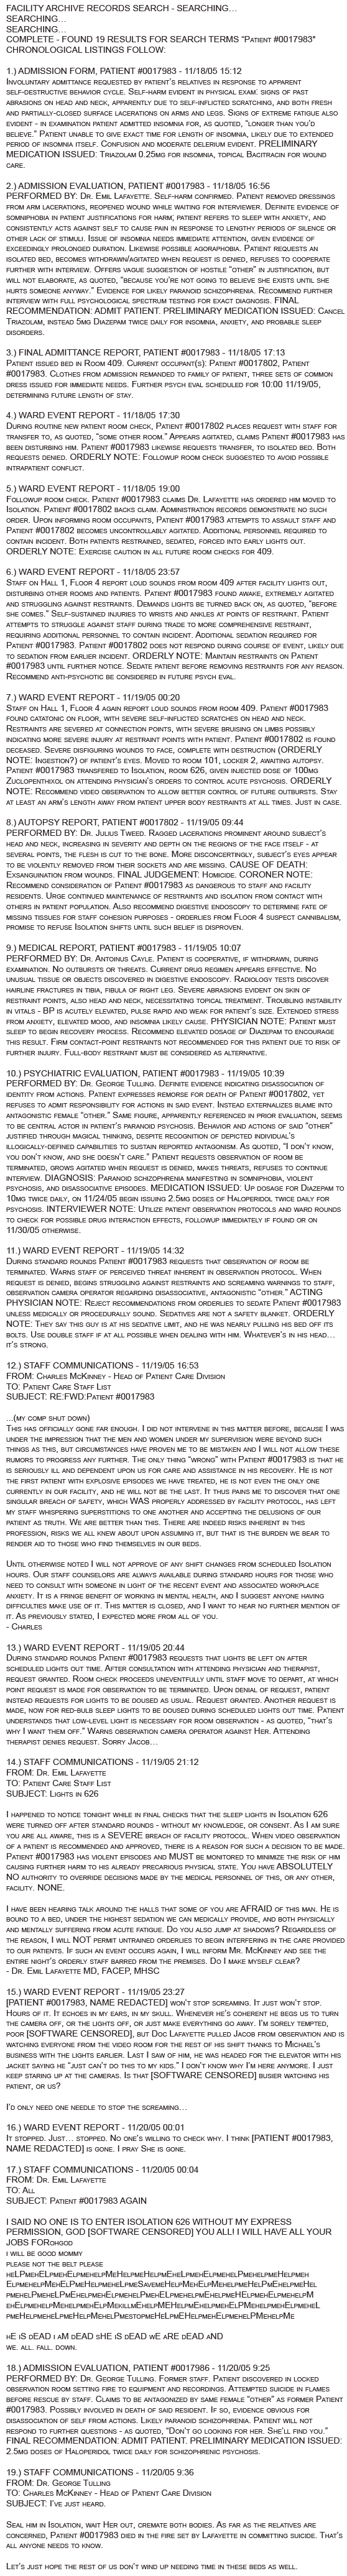 FACILITY ARCHIVE RECORDS SEARCH - SEARCHING…
SEARCHING…
SEARCHING…
COMPLETE - FOUND 19 RESULTS FOR SEARCH TERMS "Patient #0017983"
CHRONOLOGICAL LISTINGS FOLLOW:

1.) ADMISSION FORM, PATIENT #0017983 - 11/18/05 15:12
Involuntary admittance requested by patient's relatives in response to apparent
self-destructive behavior cycle. Self-harm evident in physical exam: signs of past
abrasions on head and neck, apparently due to self-inflicted scratching, and both fresh
and partially-closed surface lacerations on arms and legs. Signs of extreme fatigue also
evident - in examination patient admitted insomnia for, as quoted, "longer than you'd
believe." Patient unable to give exact time for length of insomnia, likely due to extended
period of insomnia itself. Confusion and moderate delerium evident. PRELIMINARY
MEDICATION ISSUED: Triazolam 0.25mg for insomnia, topical Bacitracin for wound
care.

2.) ADMISSION EVALUATION, PATIENT #0017983 - 11/18/05 16:56
PERFORMED BY: Dr. Emil Lafayette. Self-harm confirmed. Patient removed dressings
from arm lacerations, reopened wound while waiting for interviewer. Definite evidence of
somniphobia in patient justifications for harm; patient refers to sleep with anxiety, and
consistently acts against self to cause pain in response to lengthy periods of silence or
other lack of stimuli. Issue of insomnia needs immediate attention, given evidence of
exceedingly prolonged duration. Likewise possible agoraphobia. Patient requests an
isolated bed, becomes withdrawn/agitated when request is denied, refuses to cooperate
further with interview. Offers vague suggestion of hostile "other" in justification, but
will not elaborate, as quoted, "because you're not going to believe she exists until she
hurts someone anyway." Evidence for likely paranoid schizophrenia. Recommend further
interview with full psychological spectrum testing for exact diagnosis. FINAL
RECOMMENDATION: ADMIT PATIENT. PRELIMINARY MEDICATION ISSUED: Cancel
Triazolam, instead 5mg Diazepam twice daily for insomnia, anxiety, and probable sleep
disorders.

3.) FINAL ADMITTANCE REPORT, PATIENT #0017983 - 11/18/05 17:13
Patient issued bed in Room 409. Current occupant(s): Patient #0017802, Patient
#0017983. Clothes from admission remanded to family of patient, three sets of common
dress issued for immediate needs. Further psych eval scheduled for 10:00 11/19/05,
determining future length of stay.

4.) WARD EVENT REPORT - 11/18/05 17:30
During routine new patient room check, Patient #0017802 places request with staff for
transfer to, as quoted, "some other room." Appears agitated, claims Patient #0017983 has
been disturbing him. Patient #0017983 likewise requests transfer, to isolated bed. Both
requests denied. ORDERLY NOTE: Followup room check suggested to avoid possible
intrapatient conflict.

5.) WARD EVENT REPORT - 11/18/05 19:00
Followup room check. Patient #0017983 claims Dr. Lafayette has ordered him moved to
Isolation. Patient #0017802 backs claim. Administration records demonstrate no such
order. Upon informing room occupants, Patient #0017983 attempts to assault staff and
Patient #0017802 becomes uncontrollably agitated. Additional personnel required to
contain incident. Both patients restrained, sedated, forced into early lights out.
ORDERLY NOTE: Exercise caution in all future room checks for 409.

6.) WARD EVENT REPORT - 11/18/05 23:57
Staff on Hall 1, Floor 4 report loud sounds from room 409 after facility lights out,
disturbing other rooms and patients. Patient #0017983 found awake, extremely agitated
and struggling against restraints. Demands lights be turned back on, as quoted, "before
she comes." Self-sustained injuries to wrists and ankles at points of restraint. Patient
attempts to struggle against staff during trade to more comprehensive restraint,
requiring additional personnel to contain incident. Additional sedation required for
Patient #0017983. Patient #0017802 does not respond during course of event, likely due
to sedation from earlier incident. ORDERLY NOTE: Maintain restraints on Patient
#0017983 until further notice. Sedate patient before removing restraints for any reason.
Recommend anti-psychotic be considered in future psych eval.

7.) WARD EVENT REPORT - 11/19/05 00:20
Staff on Hall 1, Floor 4 again report loud sounds from room 409. Patient #0017983
found catatonic on floor, with severe self-inflicted scratches on head and neck.
Restraints are severed at connection points, with severe bruising on limbs possibly
indicating more severe injury at restraint points with patient. Patient #0017802 is found
deceased. Severe disfiguring wounds to face, complete with destruction (ORDERLY
NOTE: Ingestion?) of patient's eyes. Moved to room 101, locker 2, awaiting autopsy.
Patient #0017983 transferred to Isolation, room 626, given injected dose of 100mg
Zuclopenthixol on attending physician's orders to control acute psychosis. ORDERLY
NOTE: Recommend video observation to allow better control of future outbursts. Stay
at least an arm's length away from patient upper body restraints at all times. Just in case.

8.) AUTOPSY REPORT, PATIENT #0017802 - 11/19/05 09:44
PERFORMED BY: Dr. Julius Tweed. Ragged lacerations prominent around subject's
head and neck, increasing in severity and depth on the regions of the face itself - at
several points, the flesh is cut to the bone. More disconcertingly, subject's eyes appear
to be violently removed from their sockets and are missing. CAUSE OF DEATH:
Exsanguination from wounds. FINAL JUDGEMENT: Homicide. CORONER NOTE:
Recommend consideration of Patient #0017983 as dangerous to staff and facility
residents. Urge continued maintenance of restraints and isolation from contact with
others in patient population. Also recommend digestive endoscopy to determine fate of
missing tissues for staff cohesion purposes - orderlies from Floor 4 suspect cannibalism,
promise to refuse Isolation shifts until such belief is disproven.

9.) MEDICAL REPORT, PATIENT #0017983 - 11/19/05 10:07
PERFORMED BY: Dr. Antoinus Cayle. Patient is cooperative, if withdrawn, during
examination. No outbursts or threats. Current drug regimen appears effective. No
unusual tissue or objects discovered in digestive endoscopy. Radiology tests discover
hairline fractures in tibia, fibula of right leg. Severe abrasions evident on skin of
restraint points, also head and neck, necessitating topical treatment. Troubling instability
in vitals - BP is acutely elevated, pulse rapid and weak for patient's size. Extended stress
from anxiety, elevated mood, and insomnia likely cause. PHYSICIAN NOTE: Patient must
sleep to begin recovery process. Recommend elevated dosage of Diazepam to encourage
this result. Firm contact-point restraints not recommended for this patient due to risk of
further injury. Full-body restraint must be considered as alternative.

10.) PSYCHIATRIC EVALUATION, PATIENT #0017983 - 11/19/05 10:39
PERFORMED BY: Dr. George Tulling. Definite evidence indicating disassociation of
identity from actions. Patient expresses remorse for death of Patient #0017802, yet
refuses to admit responsibility for actions in said event. Instead externalizes blame into
antagonistic female "other." Same figure, apparently referenced in prior evaluation, seems
to be central actor in patient's paranoid psychosis. Behavior and actions of said "other"
justified through magical thinking, despite recognition of depicted individual's
illogically-defined capabilities to sustain reported antagonism. As quoted, "I don't know,
you don't know, and she doesn't care." Patient requests observation of room be
terminated, grows agitated when request is denied, makes threats, refuses to continue
interview. DIAGNOSIS: Paranoid schizophrenia manifesting in somniphobia, violent
psychosis, and disassociative episodes. MEDICATION ISSUED: Up dosage for Diazepam to
10mg twice daily, on 11/24/05 begin issuing 2.5mg doses of Haloperidol twice daily for
psychosis. INTERVIEWER NOTE: Utilize patient observation protocols and ward rounds
to check for possible drug interaction effects, followup immediately if found or on
11/30/05 otherwise.

11.) WARD EVENT REPORT - 11/19/05 14:32
During standard rounds Patient #0017983 requests that observation of room be
terminated. Warns staff of perceived threat inherent in observation protocol. When
request is denied, begins struggling against restraints and screaming warnings to staff,
observation camera operator regarding disassociative, antagonistic "other." ACTING
PHYSICIAN NOTE: Reject recommendations from orderlies to sedate Patient #0017983
unless medically or procedurally sound. Sedatives are not a safety blanket. ORDERLY
NOTE: They say this guy is at his sedative limit, and he was nearly pulling his bed off its
bolts. Use double staff if at all possible when dealing with him. Whatever's in his head…
it's strong.

12.) STAFF COMMUNICATIONS - 11/19/05 16:53
FROM: Charles McKinney - Head of Patient Care Division
TO: Patient Care Staff List
SUBJECT: RE:FWD:Patient #0017983

...(my comp shut down)
This has officially gone far enough. I did not intervene in this matter before, because I was
under the impression that the men and women under my supervision were beyond such
things as this, but circumstances have proven me to be mistaken and I will not allow these
rumors to progress any further. The only thing "wrong" with Patient #0017983 is that he
is seriously ill and dependent upon us for care and assistance in his recovery. He is not
the first patient with explosive episodes we have treated, he is not even the only one
currently in our facility, and he will not be the last. It thus pains me to discover that one
singular breach of safety, which WAS properly addressed by facility protocol, has left
my staff whispering superstitions to one another and accepting the delusions of our
patient as truth. We are better than this. There are indeed risks inherent in this
profession, risks we all knew about upon assuming it, but that is the burden we bear to
render aid to those who find themselves in our beds.

Until otherwise noted I will not approve of any shift changes from scheduled Isolation
hours. Our staff counselors are always available during standard hours for those who
need to consult with someone in light of the recent event and associated workplace
anxiety. It is a fringe benefit of working in mental health, and I suggest anyone having
difficulties make use of it. This matter is closed, and I want to hear no further mention of
it. As previously stated, I expected more from all of you.
- Charles

13.) WARD EVENT REPORT - 11/19/05 20:44
During standard rounds Patient #0017983 requests that lights be left on after
scheduled lights out time. After consultation with attending physician and therapist,
request granted. Room check proceeds uneventfully until staff move to depart, at which
point request is made for observation to be terminated. Upon denial of request, patient
instead requests for lights to be doused as usual. Request granted. Another request is
made, now for red-bulb sleep lights to be doused during scheduled lights out time. Patient
understands that low-level light is necessary for room observation - as quoted, "that's
why I want them off." Warns observation camera operator against Her. Attending
therapist denies request. Sorry Jacob…

14.) STAFF COMMUNICATIONS - 11/19/05 21:12
FROM: Dr. Emil Lafayette
TO: Patient Care Staff List
SUBJECT: Lights in 626

I happened to notice tonight while in final checks that the sleep lights in Isolation 626
were turned off after standard rounds - without my knowledge, or consent. As I am sure
you are all aware, this is a SEVERE breach of facility protocol. When video observation
of a patient is recommended and approved, there is a reason for such a decision to be made.
Patient #0017983 has violent episodes and MUST be monitored to minimize the risk of him
causing further harm to his already precarious physical state. You have ABSOLUTELY
NO authority to override decisions made by the medical personnel of this, or any other,
facility. NONE.

I have been hearing talk around the halls that some of you are AFRAID of this man. He is
bound to a bed, under the highest sedation we can medically provide, and both physically
and mentally suffering from acute fatigue. Do you also jump at shadows? Regardless of
the reason, I will NOT permit untrained orderlies to begin interfering in the care provided
to our patients. If such an event occurs again, I will inform Mr. McKinney and see the
entire night's orderly staff barred from the premises. Do I make myself clear?
- Dr. Emil Lafayette MD, FACEP, MHSC

15.) WARD EVENT REPORT - 11/19/05 23:27
[PATIENT #0017983, NAME REDACTED] won't stop screaming. It just won't stop.
Hours of it. It echoes in my ears, in my skull. Whenever he's coherent he begs us to turn
the camera off, or the lights off, or just make everything go away. I'm sorely tempted,
poor [SOFTWARE CENSORED], but Doc Lafayette pulled Jacob from observation and is
watching everyone from the video room for the rest of his shift thanks to Michael's
business with the lights earlier. Last I saw of him, he was headed for the elevator with his
jacket saying he "just can't do this to my kids." I don't know why I'm here anymore. I just
keep staring up at the cameras. Is that [SOFTWARE CENSORED] busier watching his
patient, or us?

I'd only need one needle to stop the screaming…

16.) WARD EVENT REPORT - 11/20/05 00:01
It stopped. Just… stopped. No one's willing to check why. I think [PATIENT #0017983,
NAME REDACTED] is gone. I pray She is gone.

17.) STAFF COMMUNICATIONS - 11/20/05 00:04
FROM: Dr. Emil Lafayette
TO: All
SUBJECT: Patient #0017983 AGAIN

I SAID NO ONE IS TO ENTER ISOLATION 626 WITHOUT MY EXPRESS
PERMISSION, GOD [SOFTWARE CENSORED] YOU ALL! I WILL HAVE ALL YOUR
JOBS FORohgod
i will be good mommy
please not the belt please

hE iS dEAD i aM dEAD sHE iS dEAD wE aRE dEAD aND
we. all. fall. down.

18.) ADMISSION EVALUATION, PATIENT #0017986 - 11/20/05 9:25
PERFORMED BY: Dr. George Tulling. Former staff. Patient discovered in locked
observation room setting fire to equipment and recordings. Attempted suicide in flames
before rescue by staff. Claims to be antagonized by same female "other" as former Patient
#0017983. Possibly involved in death of said resident. If so, evidence obvious for
disassociation of self from actions. Likely paranoid schizophrenia. Patient will not
respond to further questions - as quoted, "Don't go looking for her. She'll find you."
FINAL RECOMMENDATION: ADMIT PATIENT. PRELIMINARY MEDICATION ISSUED:
2.5mg doses of Haloperidol twice daily for schizophrenic psychosis.

19.) STAFF COMMUNICATIONS - 11/20/05 9:36
FROM: Dr. George Tulling
TO: Charles McKinney - Head of Patient Care Division
SUBJECT: I've just heard.

Seal him in Isolation, wait Her out, cremate both bodies. As far as the relatives are
concerned, Patient #0017983 died in the fire set by Lafayette in committing suicide. That's
all anyone needs to know.

Let's just hope the rest of us don't wind up needing time in these beds as well.